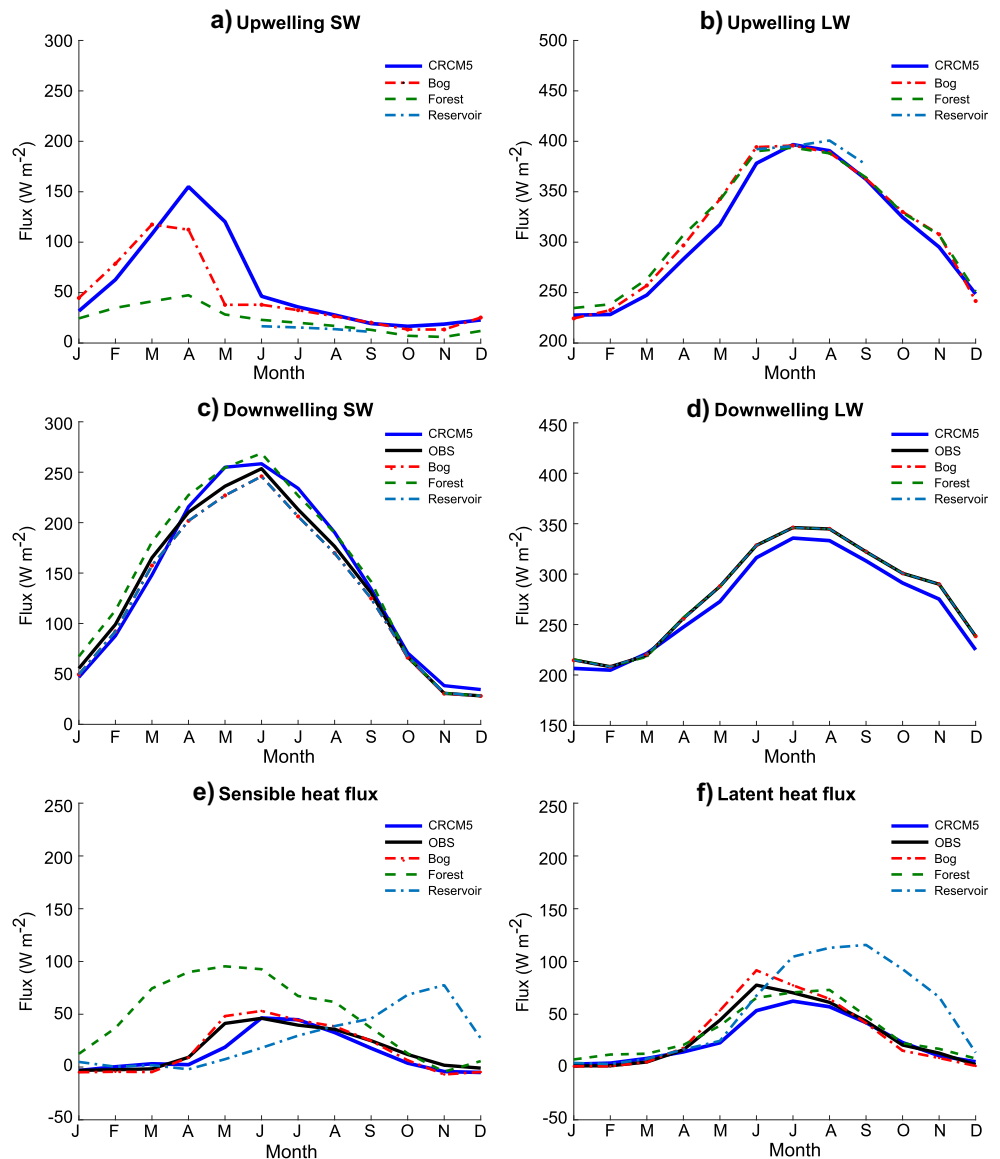 a) Upwelling SW
300
250
200
150
100
50
0
Flux (W m-2)
J F M A M J J A S O N D
Month
CRCM5
Bog
Forest
Reservoir
b) Upwelling LW
500
450
400
350
300
250
200
Flux (W m-2)
J F M A M J J A S O N D
Month
CRCM5
Bog
Forest
Reservoir
c) Downwelling SW
300
250
200
150
100
50
0
Flux (W m-2)
J F M A M J J A S O N D
Month
CRCM5
OBS
Bog
Forest
Reservoir
d) Downwelling LW
450
400
350
300
250
200
150
Flux (W m-2)
J F M A M J J A S O N D
Month
CRCM5
OBS
Bog
Forest
Reservoir
e) Sensible heat flux
250
200
150
100
50
0
-50
Flux (W m-2)
J F M A M J J A S O N D
Month
CRCM5
OBS
Bog
Forest
Reservoir
f) Latent heat flux
250
200
150
100
50
0
-50
Flux (W m-2)
J F M A M J J A S O N D
Month
CRCM5
OBS
Bog
Forest
Reservoir